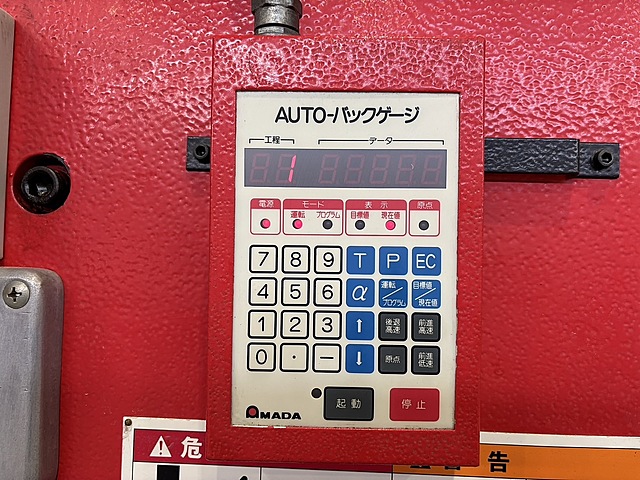 AUTO-バックゲージ
工程 データ
1
電源 モード 表示 原点
運転 プログラム 目標値 現在値
7 8 9 T P EC
4 5 6 α 運転/プログラム 目標値/現在値
1 2 3 ↑ 後退高速 前進高速
0 · − ↓ 原点 前進低速
起動 停止
AMADA
危
告